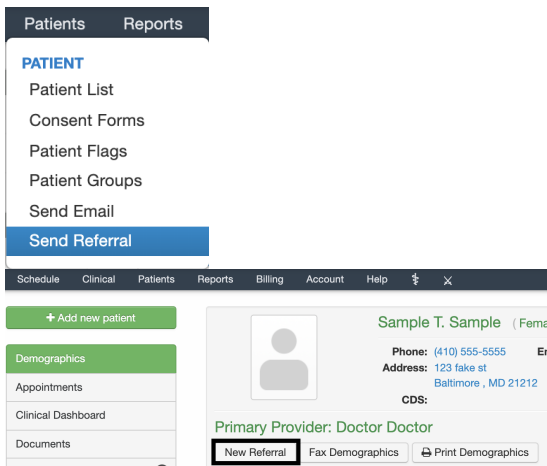 Patients Reports
PATIENT
Patient List
Consent Forms
Patient Flags
Patient Groups
Send Email
Send Referral
Schedule Clinical Patients Reports Billing Account Help
+ Add new patient
Sample T. Sample
Demographics
Phone: (410) 555-5555
Address: 123 fake st
Appointments
Baltimore , MD 21212
CDS:
Clinical Dashboard
Primary Provider: Doctor Doctor
Documents
New Referral Fax Demographics Print Demographics